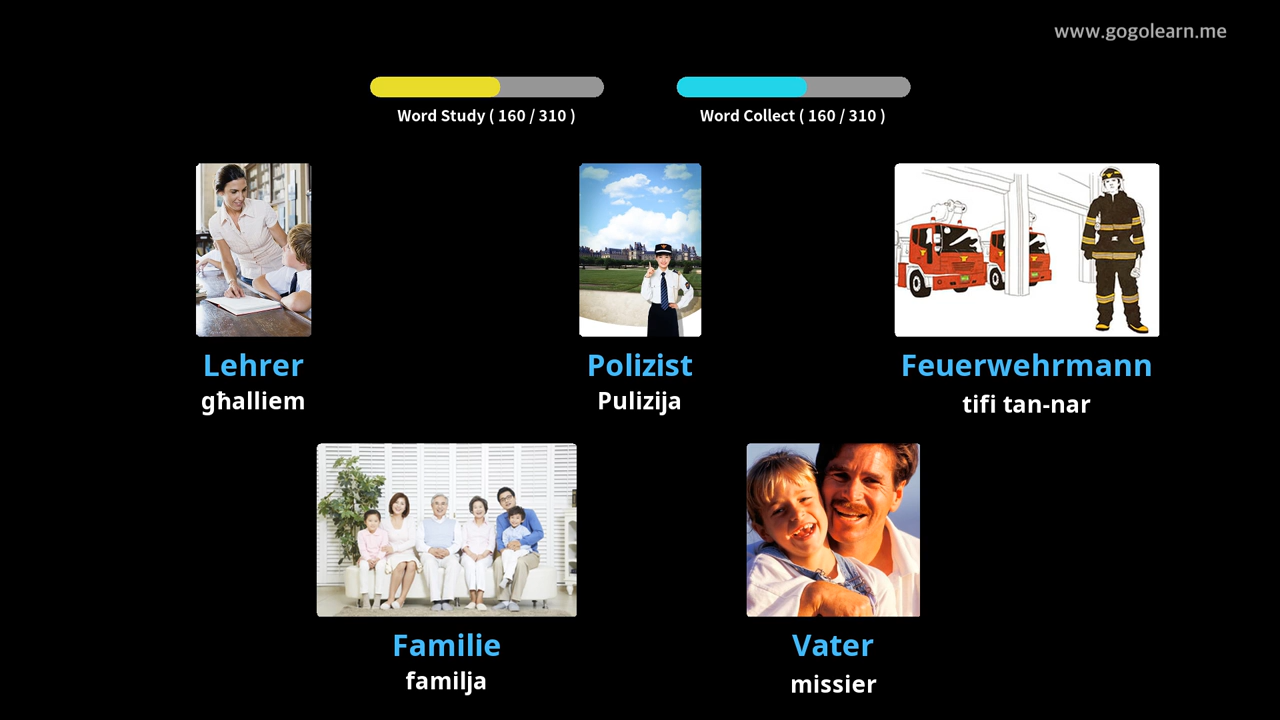 www.gogolearn.me
Word Study ( 160 / 310 )
Word Collect ( 160 / 310 )
Lehrer
għalliem
Polizist
Pulizija
Feuerwehrmann
tifi tan-nar
Familie
familja
Vater
missier